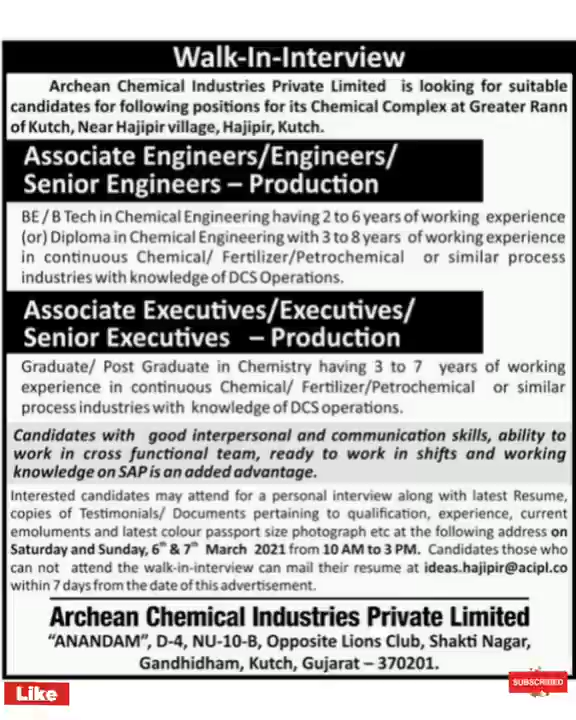 Walk-In-Interview
Archean Chemical Industries Private Limited is looking for suitable
candidates for following positions for its Chemical Complex at Greater Rann
of Kutch, Near Hajipir village, Hajipir, Kutch.
Associate Engineers/Engineers/
Senior Engineers – Production
BE / B Tech in Chemical Engineering having 2 to 6 years of working experience
(or) Diploma in Chemical Engineering with 3 to 8 years of working experience
in continuous Chemical/ Fertilizer/Petrochemical or similar process
industries with knowledge of DCS Operations.
Associate Executives/Executives/
Senior Executives – Production
Graduate/ Post Graduate in Chemistry having 3 to 7 years of working
experience in continuous Chemical/ Fertilizer/Petrochemical or similar
process industries with knowledge of DCS operations.
Candidates with good interpersonal and communication skills, ability to
work in cross functional team, ready to work in shifts and working
knowledge on SAP is an added advantage.
Interested candidates may attend for a personal interview along with latest Resume,
copies of Testimonials/ Documents pertaining to qualification, experience, current
emoluments and latest colour passport size photograph etc at the following address on
Saturday and Sunday, 6th & 7th March 2021 from 10 AM to 3 PM. Candidates those who
can not attend the walk-in-interview can mail their resume at ideas.hajipir@acipl.co
within 7 days from the date of this advertisement.
Archean Chemical Industries Private Limited
“ANANDAM”, D-4, NU-10-B, Opposite Lions Club, Shakti Nagar,
Gandhidham, Kutch, Gujarat – 370201.
Like
SUBSCRIBED